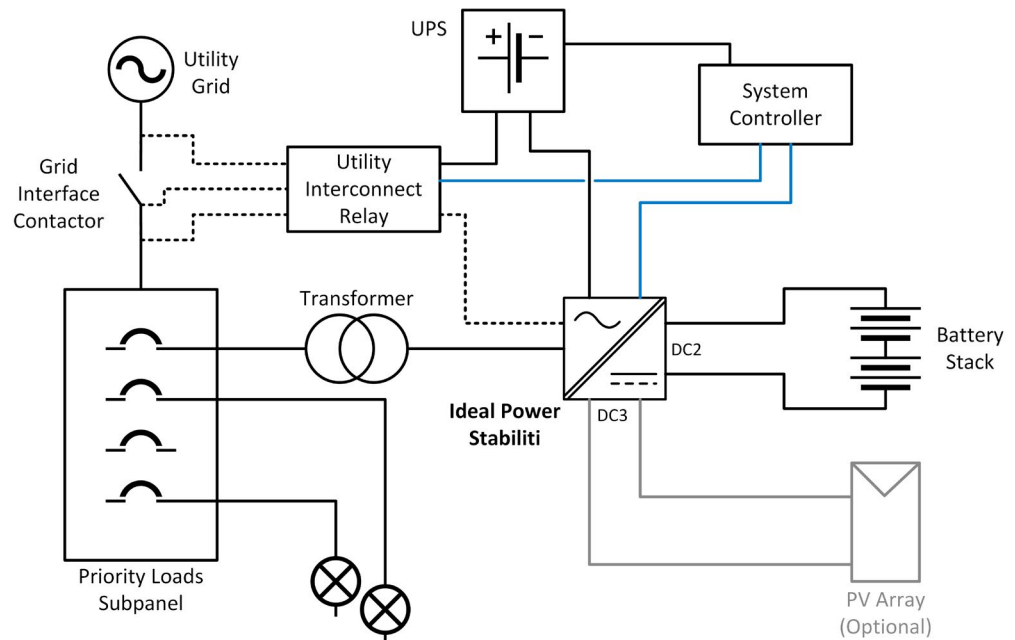 UPS
Utility
Grid
System
Controller
Grid
Interface
Contactor
Utility
Interconnect
Relay
Transformer
DC2
Battery
Stack
Ideal Power
Stabiliti
DC3
Priority Loads
Subpanel
PV Array
(Optional)